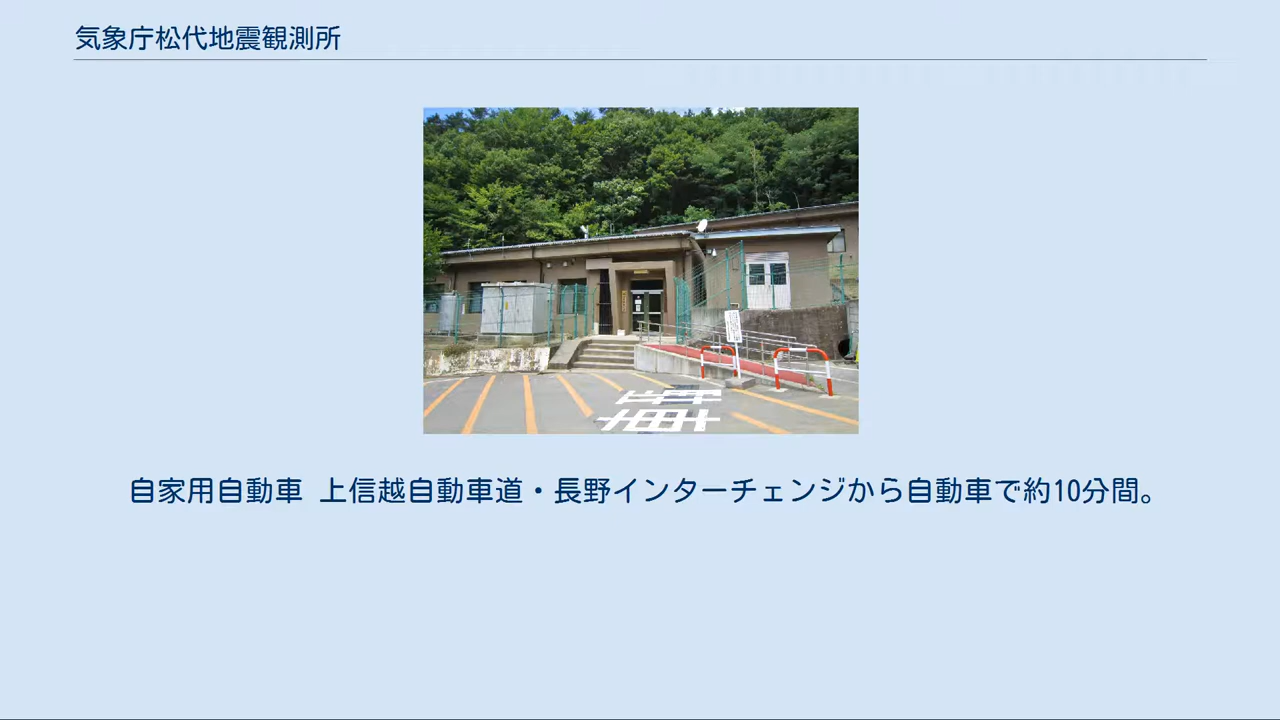 気象庁松代地震観測所
自家用自動車 上信越自動車道・長野インターチェンジから自動車で約10分間。